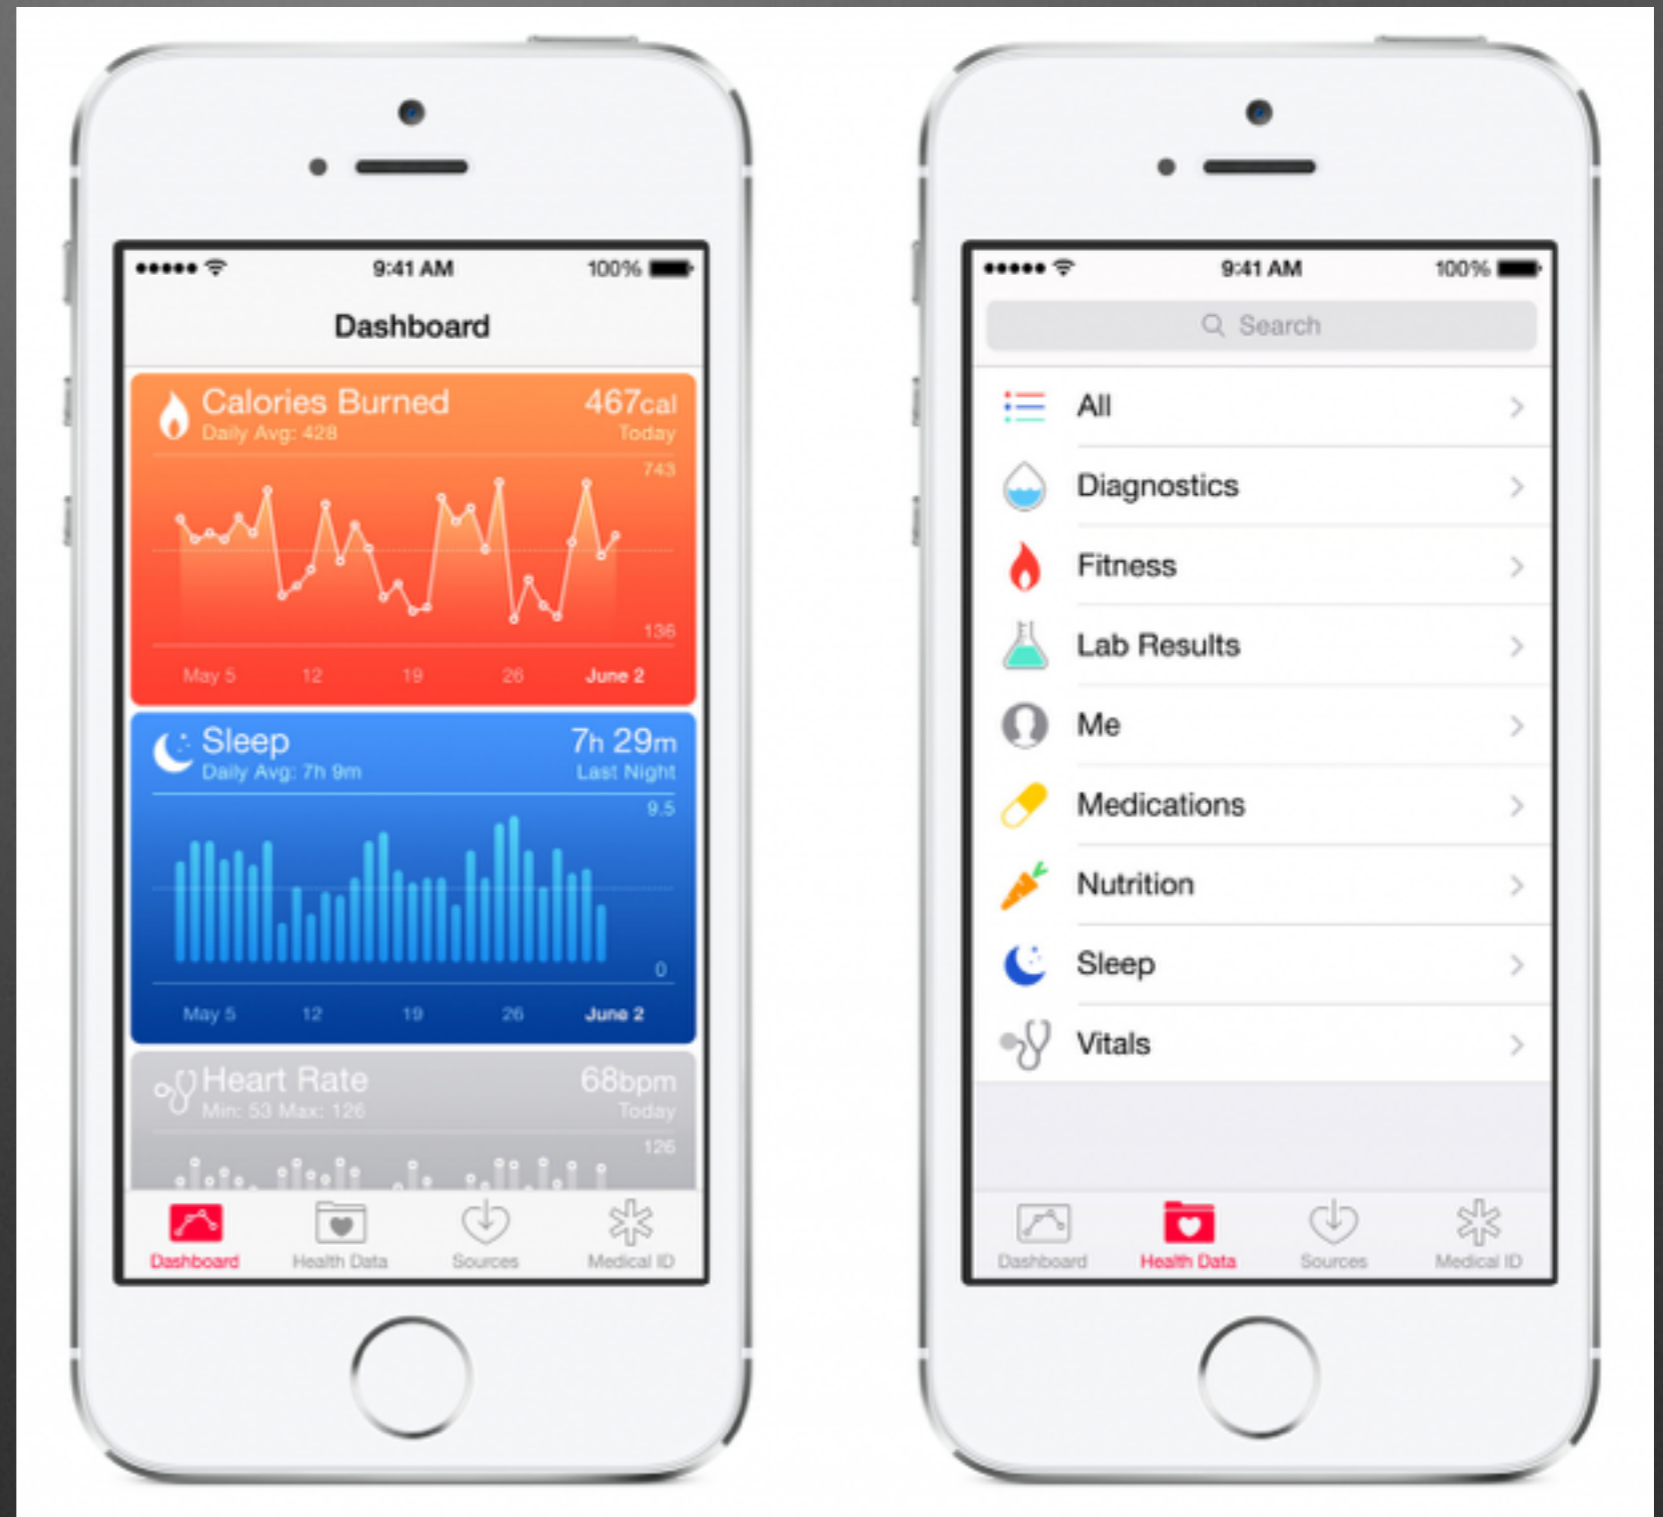 9:41 AM 100%
Dashboard
Calories Burned 467cal
Daily Avg: 428 Today
743
136
May 5 12 19 26 June 2
Sleep 7h 29m
Daily Avg: 7h 9m Last Night
9.5
0
May 5 12 19 26 June 2
Heart Rate 68bpm
Min: 53 Max: 126 Today
126
Dashboard Health Data Sources Medical ID
9:41 AM 100%
Search
All
Diagnostics
Fitness
Lab Results
Me
Medications
Nutrition
Sleep
Vitals
Dashboard Health Data Sources Medical ID